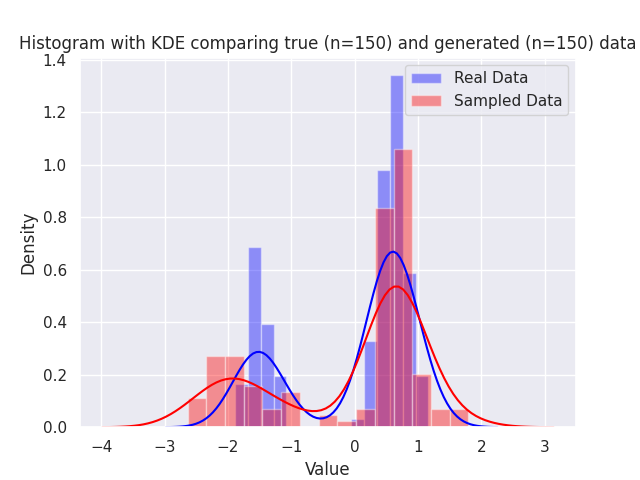 Histogram with KDE comparing true (n=150) and generated (n=150) data
Real Data
Sampled Data
Density
1.4
1.2
1.0
0.8
0.6
0.4
0.2
0.0
−4 −3 −2 −1 0 1 2 3
Value